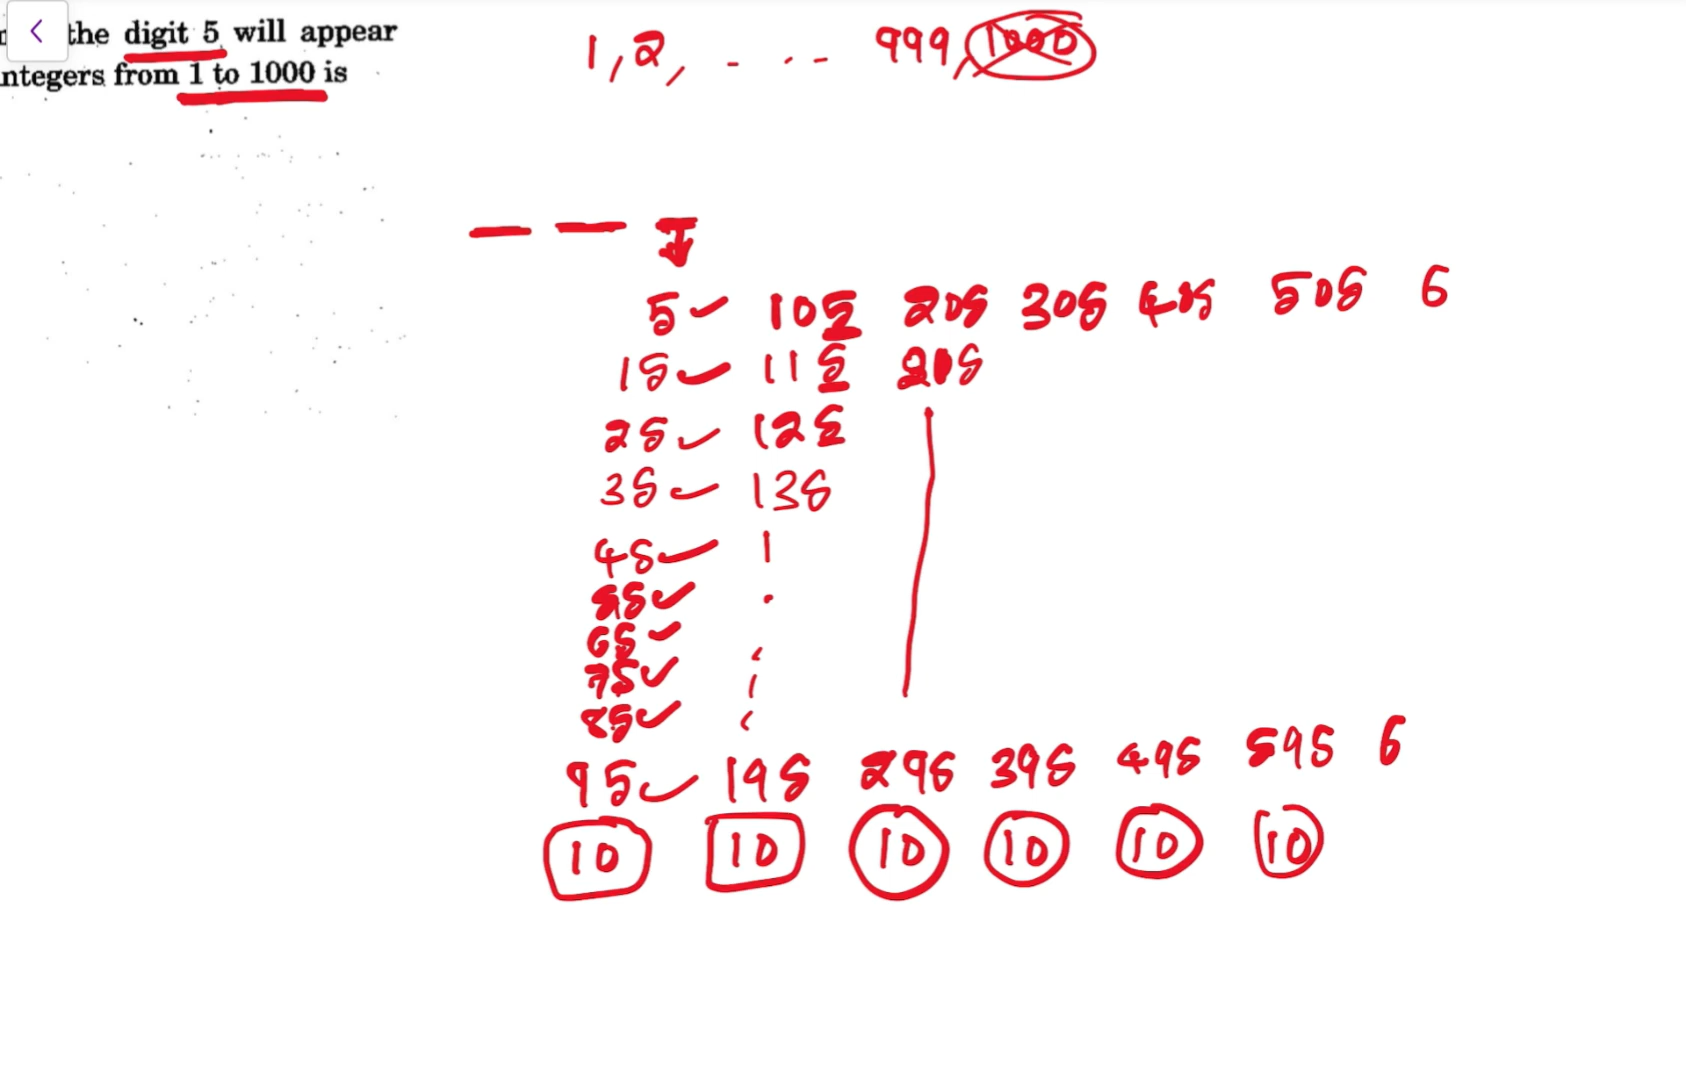 the digit 5 will appear
ntegers from 1 to 1000 is
1, 2, - . . - 999, 1000
5 105 205 305 405 505 6
15 115 215
25 125
35 135
45 1
55
65
75
85
95 195 295 395 495 595 6
10 10 10 10 10 10